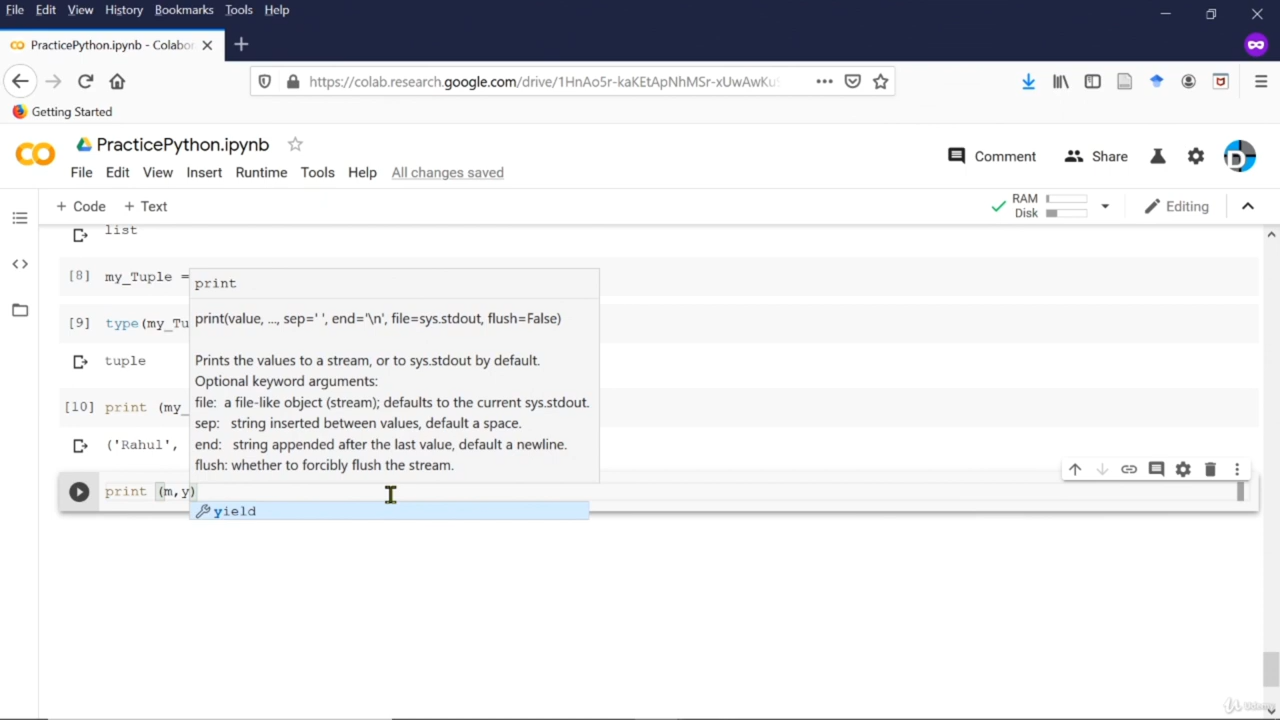 File Edit View History Bookmarks Tools Help
PracticePython.ipynb - Colabor
https://colab.research.google.com/drive/1HnAo5r-kaKEtApNhMSr-xUwAwKu
Getting Started
PracticePython.ipynb
File Edit View Insert Runtime Tools Help All changes saved
Comment Share
+ Code + Text
RAM
Disk
Editing
list
[8] my_Tuple =
print
print(value, ..., sep=' ', end='\n', file=sys.stdout, flush=False)
[9] type(my_Tu
Prints the values to a stream, or to sys.stdout by default.
tuple
Optional keyword arguments:
file: a file-like object (stream); defaults to the current sys.stdout.
[10] print (my_
sep: string inserted between values, default a space.
end: string appended after the last value, default a newline.
('Rahul',
flush: whether to forcibly flush the stream.
print (m,y)
yield